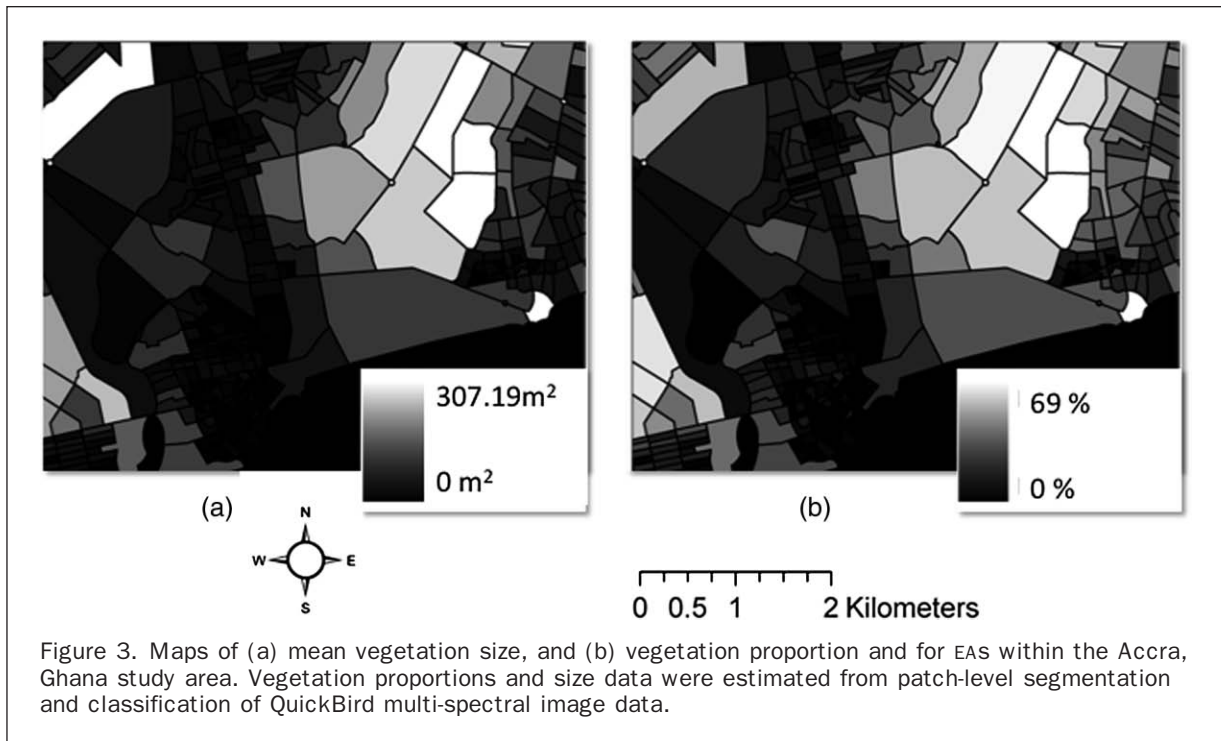 307.19m²
0 m²
69 %
0 %
(a)
(b)
N
W E
S
0 0.5 1 2 Kilometers
Figure 3. Maps of (a) mean vegetation size, and (b) vegetation proportion and for EAS within the Accra,
Ghana study area. Vegetation proportions and size data were estimated from patch-level segmentation
and classification of QuickBird multi-spectral image data.